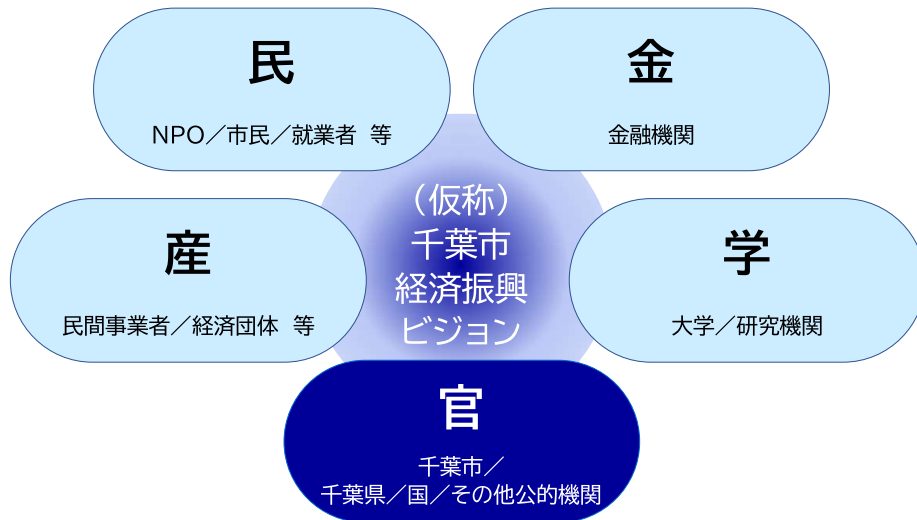 民
NPO／市民／就業者 等
金
金融機関
（仮称）
千葉市
経済振興
ビジョン
産
民間事業者／経済団体 等
学
大学／研究機関
官
千葉市／
千葉県／国／その他公的機関